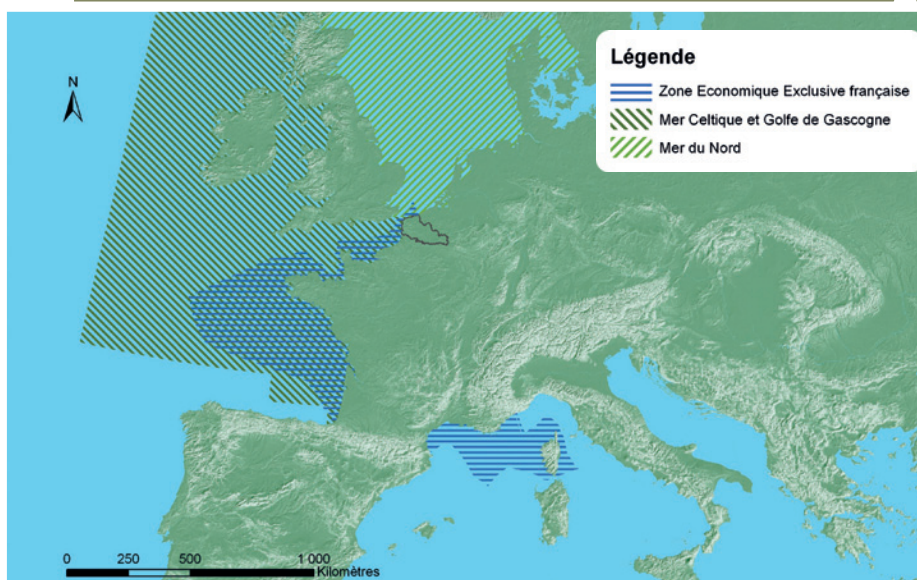 Légende
Zone Economique Exclusive française
Mer Celtique et Golfe de Gascogne
Mer du Nord
N
0 250 500 1 000
Kilomètres